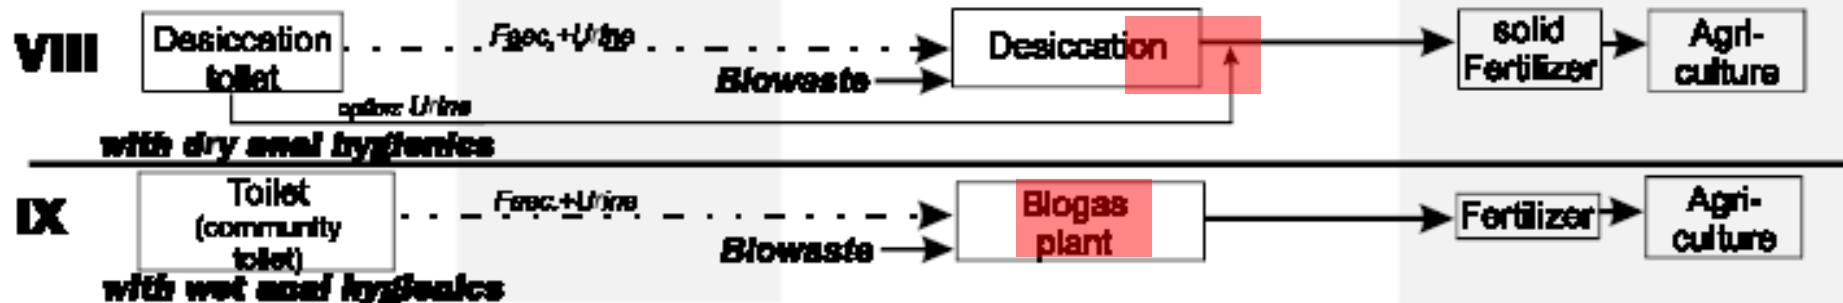 VIII
Desiccation
toilet
Faec.+Urine
Biowaste
option: Urine
Desiccation
solid
Fertilizer
Agri-
culture
with dry anal hygienics
IX
Toilet
(community
toilet)
Faec.+Urine
Biowaste
Biogas
plant
Fertilizer
Agri-
culture
with wet anal hygienics